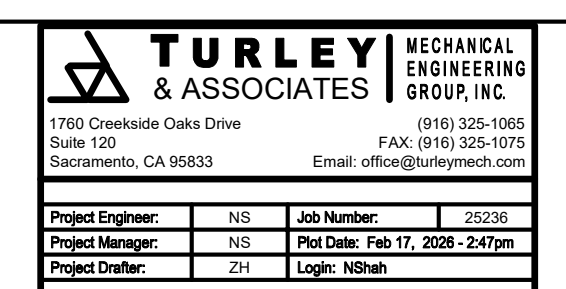 TURLEY
& ASSOCIATES
MECHANICAL
ENGINEERING
GROUP, INC.
1760 Creekside Oaks Drive
(916) 325-1065
Suite 120
FAX: (916) 325-1075
Sacramento, CA 95833
Email: office@turleymech.com
Project Engineer: NS Job Number: 25236
Project Manager: NS Plot Date: Feb 17, 2026 - 2:47pm
Project Drafter: ZH Login: NShah